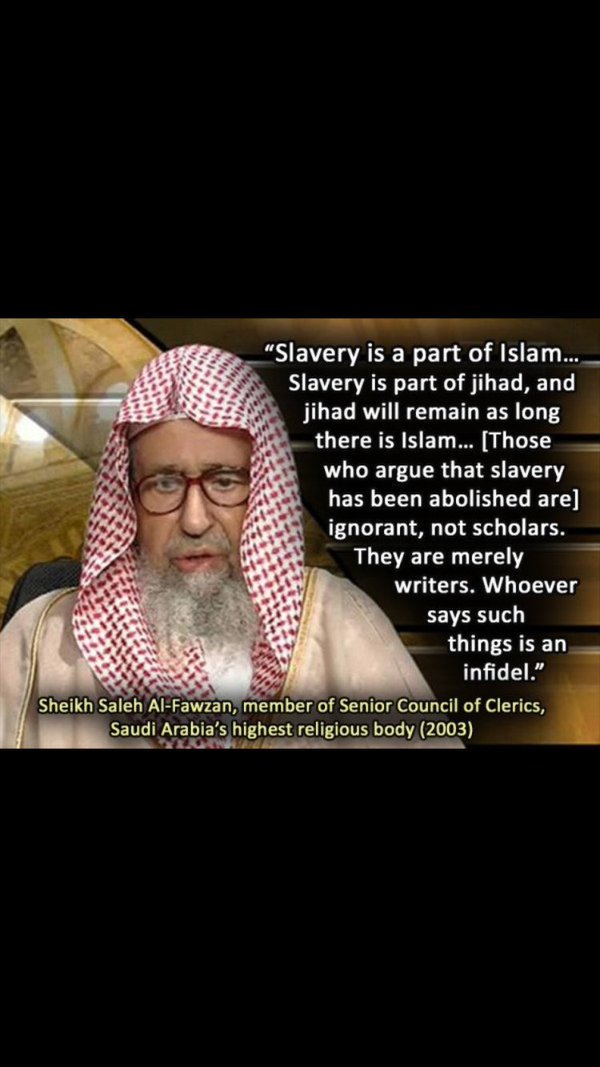 “Slavery is a part of Islam...
Slavery is part of jihad, and
jihad will remain as long
there is Islam... [Those
who argue that slavery
has been abolished are]
ignorant, not scholars.
They are merely
writers. Whoever
says such
things is an
infidel.”
Sheikh Saleh Al-Fawzan, member of Senior Council of Clerics,
Saudi Arabia’s highest religious body (2003)